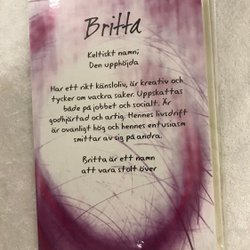 Britta
Keltiskt namn;
Den upphöjda
Har ett rikt känsloliv, är kreativ och
tycker om vackra saker. Uppskattas
både på jobbet och socialt. Är
godhjärtad och artig. Hennes livsdrift
är ovanligt hög och hennes entusiasm
smittar av sig på andra.
Britta är ett namn
att vara stolt över